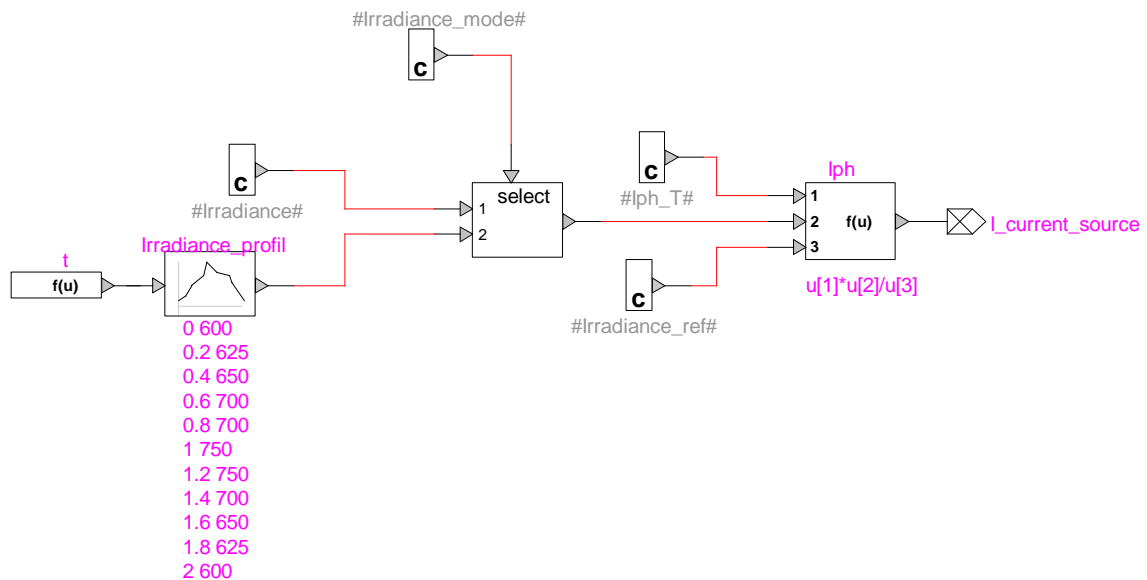 #Irradiance_mode#
c
c
#Irradiance#
select
1
2
c
#Iph_T#
Iph
1
2
3
f(u)
u[1]*u[2]/u[3]
I_current_source
c
#Irradiance_ref#
t
f(u)
Irradiance_profil
0 600
0.2 625
0.4 650
0.6 700
0.8 700
1 750
1.2 750
1.4 700
1.6 650
1.8 625
2 600